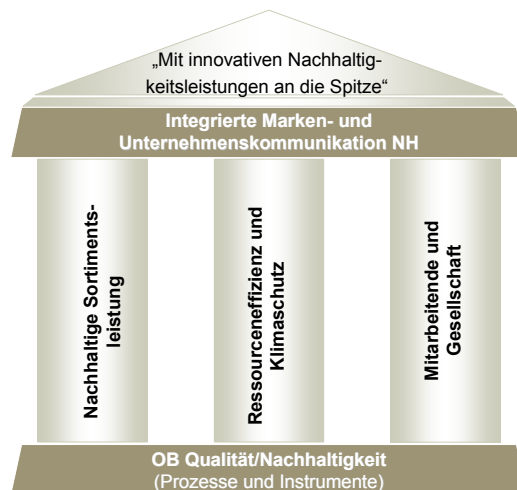 „Mit innovativen Nachhaltig-
keitsleistungen an die Spitze“
Integrierte Marken- und
Unternehmenskommunikation NH
Nachhaltige Sortiments-
leistung
Ressourceneffizienz und
Klimaschutz
Mitarbeitende und
Gesellschaft
OB Qualität/Nachhaltigkeit
(Prozesse und Instrumente)